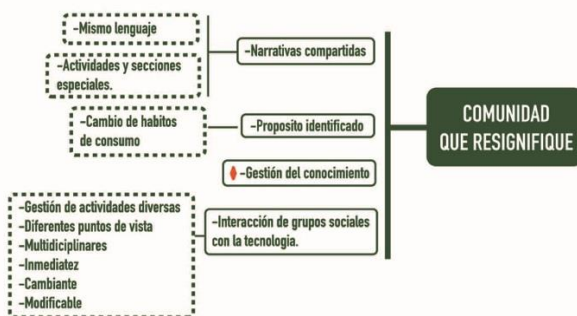 -Mismo lenguaje
-Actividades y secciones
especiales.
-Narrativas compartidas
-Cambio de habitos
de consumo
-Proposito identificado
-Gestión del conocimiento
-Gestión de actividades diversas
-Diferentes puntos de vista
-Multidiciplinares
-Inmediatez
-Cambiante
-Modificable
-Interacción de grupos sociales
con la tecnologia.
COMUNIDAD
QUE RESIGNIFIQUE